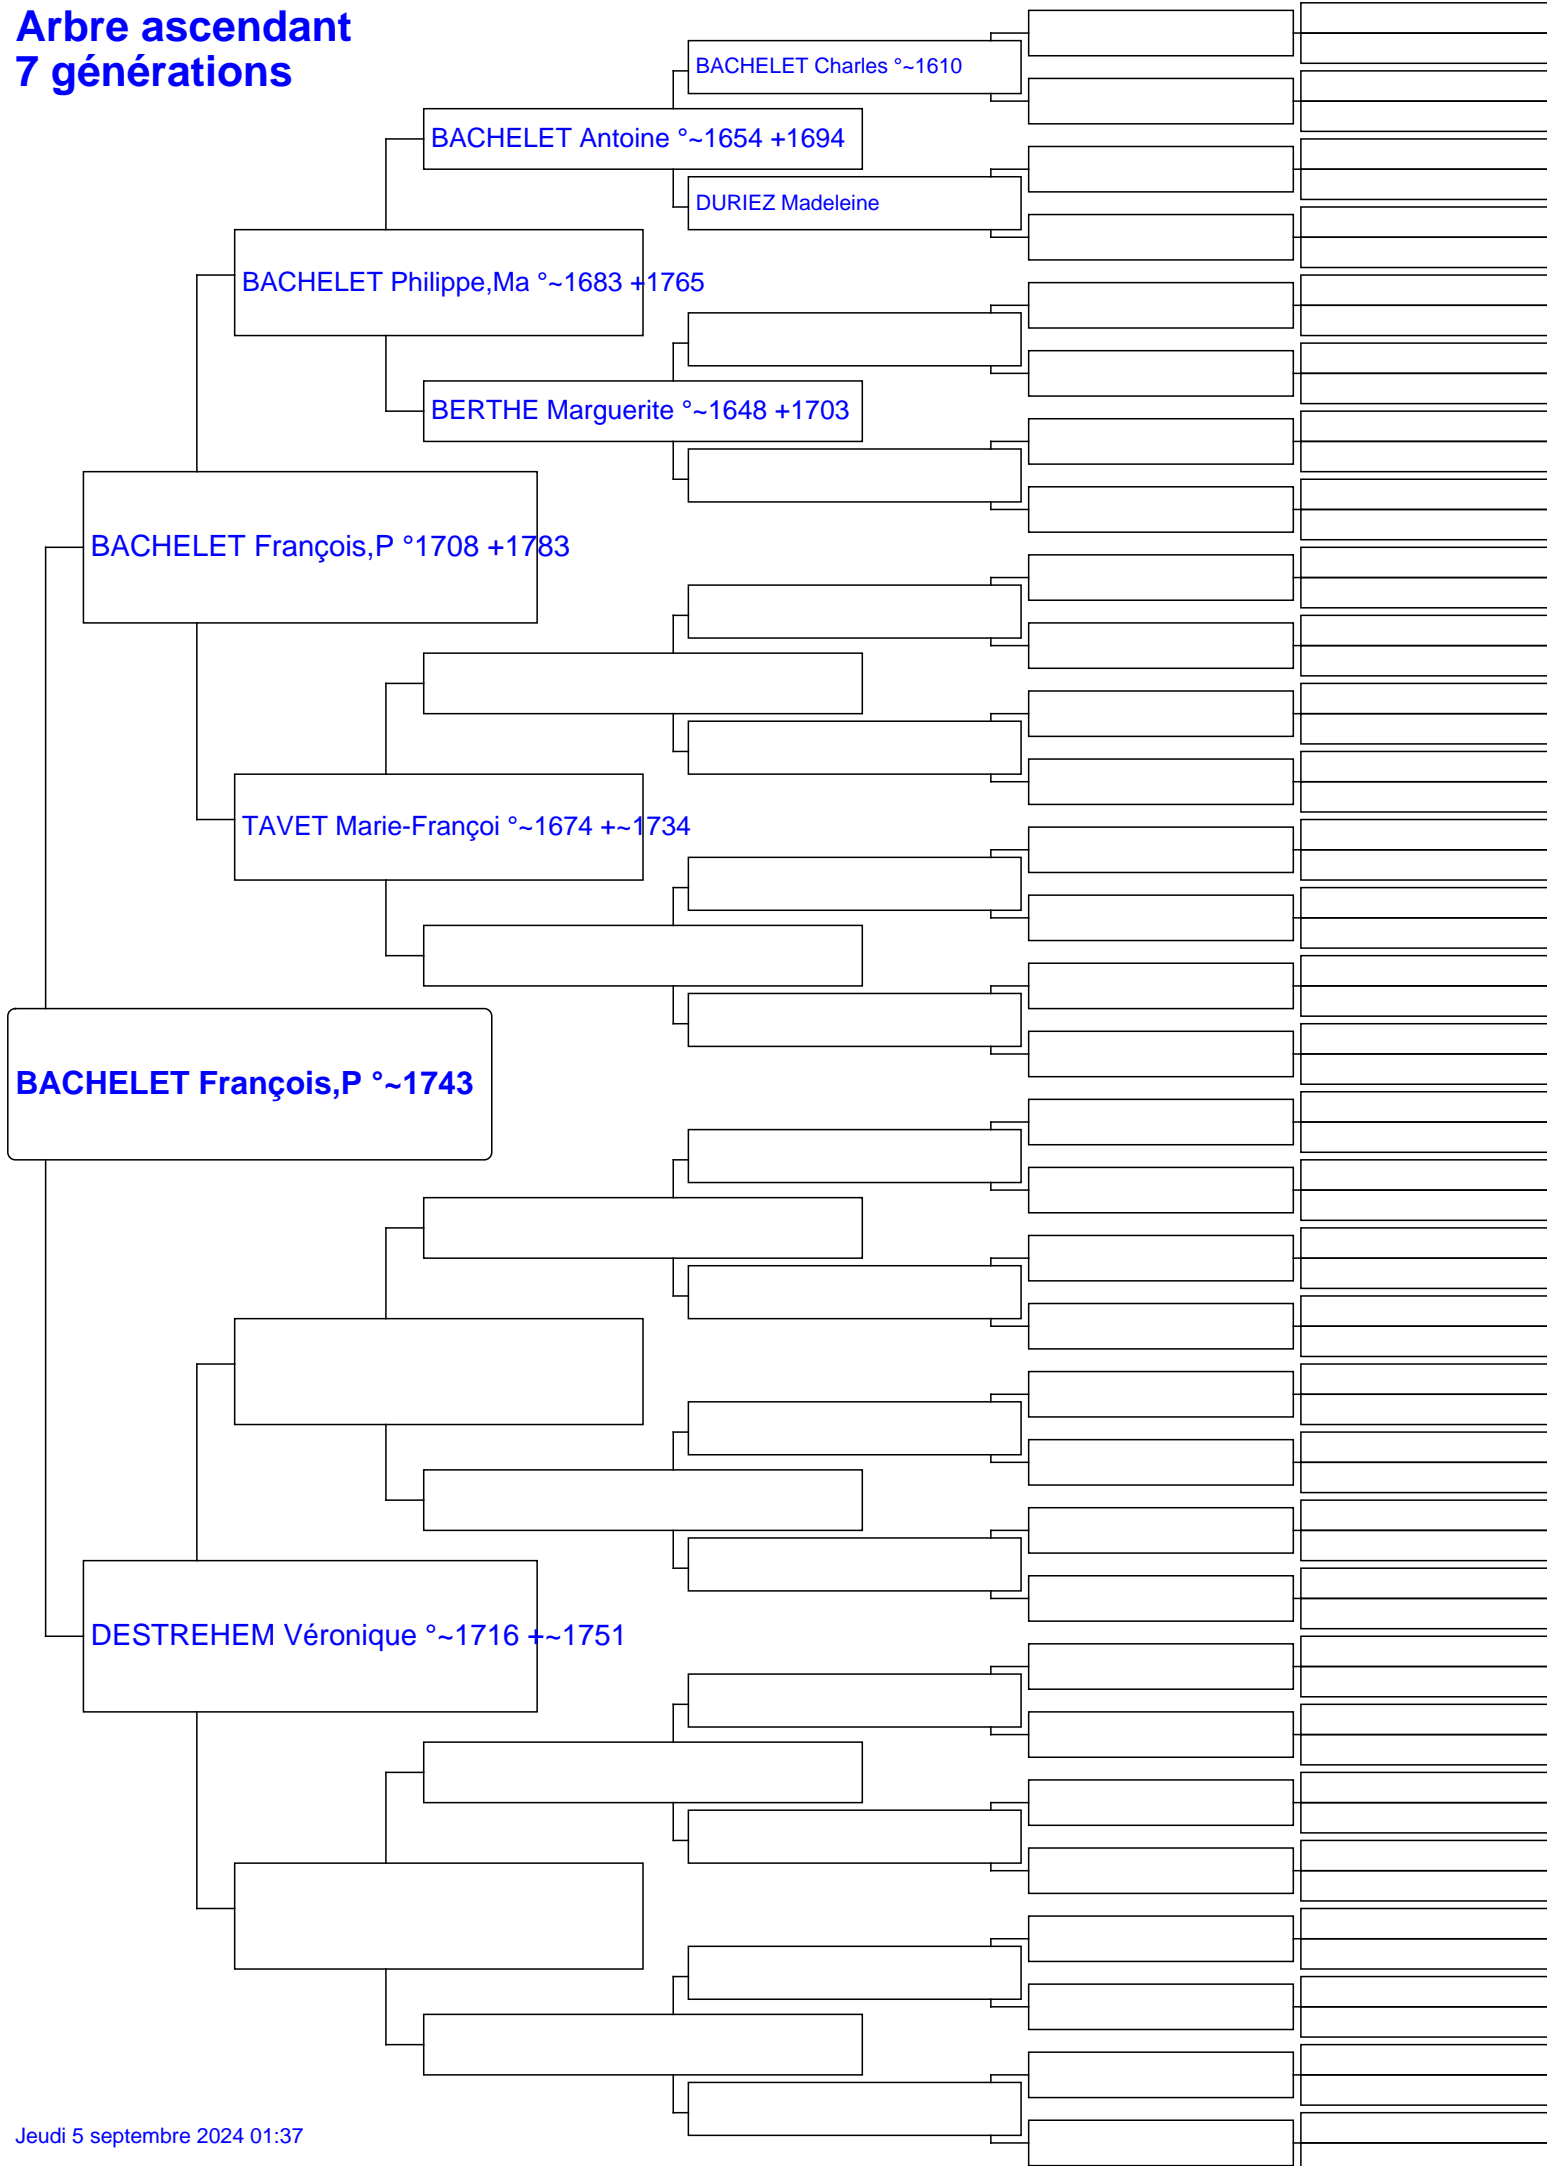 Arbre ascendant
7 générations
BACHELET Charles °~1610
BACHELET Antoine °~1654 +1694
DURIEZ Madeleine
BACHELET Philippe,Ma °~1683 +1765
BERTHE Marguerite °~1648 +1703
BACHELET François,P °1708 +1783
TAVET Marie-Françoi °~1674 +~1734
BACHELET François,P °~1743
DESTREHEM Véronique °~1716 +~1751
Jeudi 5 septembre 2024 01:37